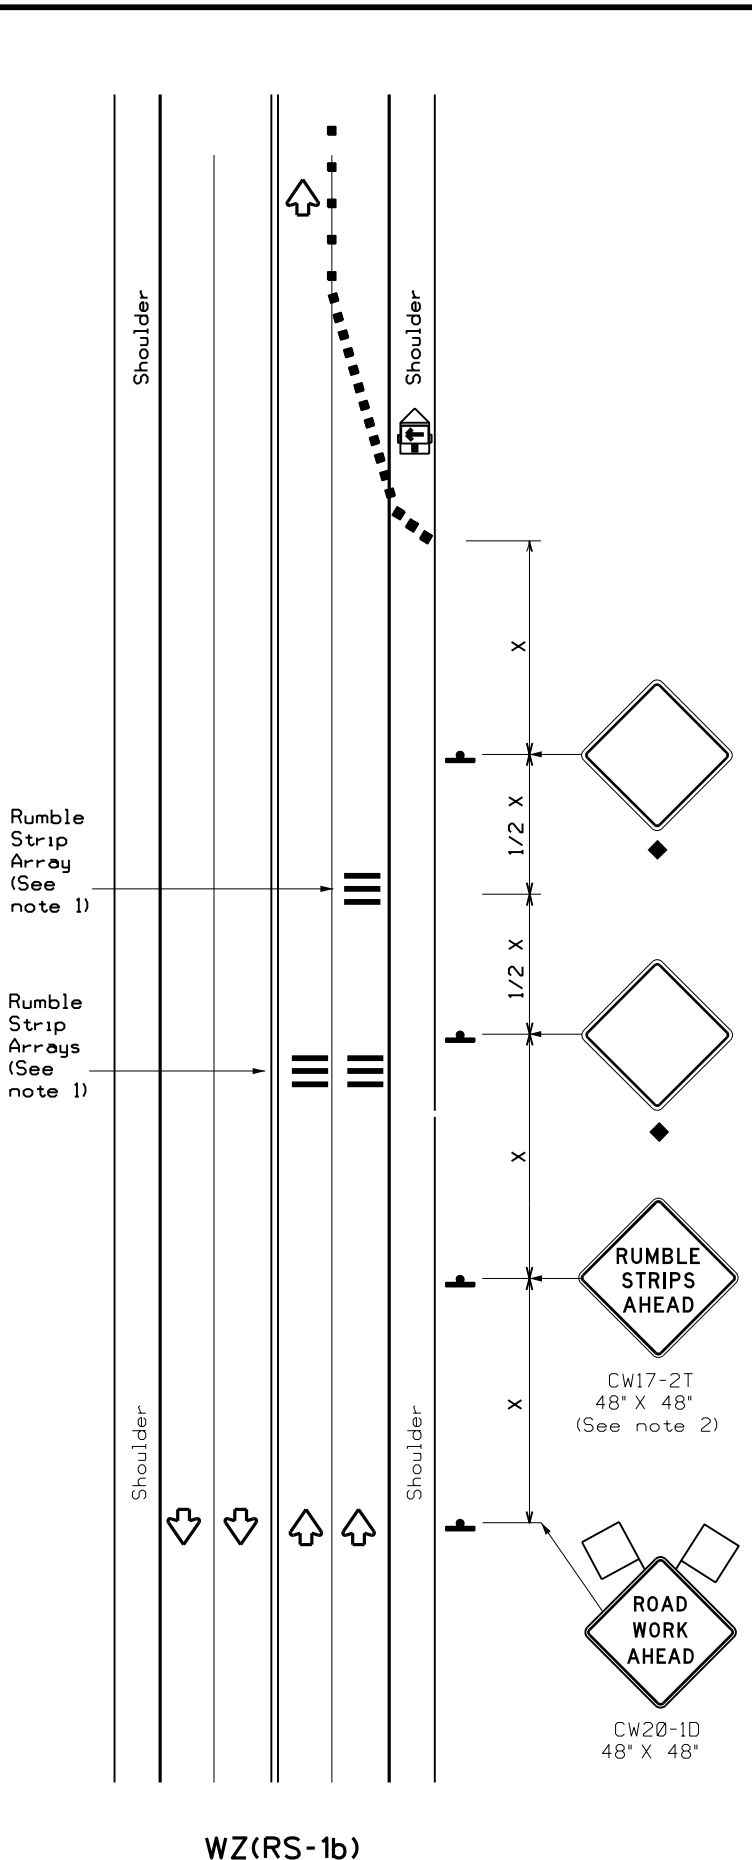 Shoulder
Shoulder
X
1/2 X
Rumble
Strip
Array
(See
note 1)
1/2 X
Rumble
Strip
Arrays
(See
note 1)
X
RUMBLE
STRIPS
AHEAD
CW17-2T
48" X 48"
(See note 2)
X
Shoulder
Shoulder
ROAD
WORK
AHEAD
CW20-1D
48" X 48"
WZ(RS-1b)